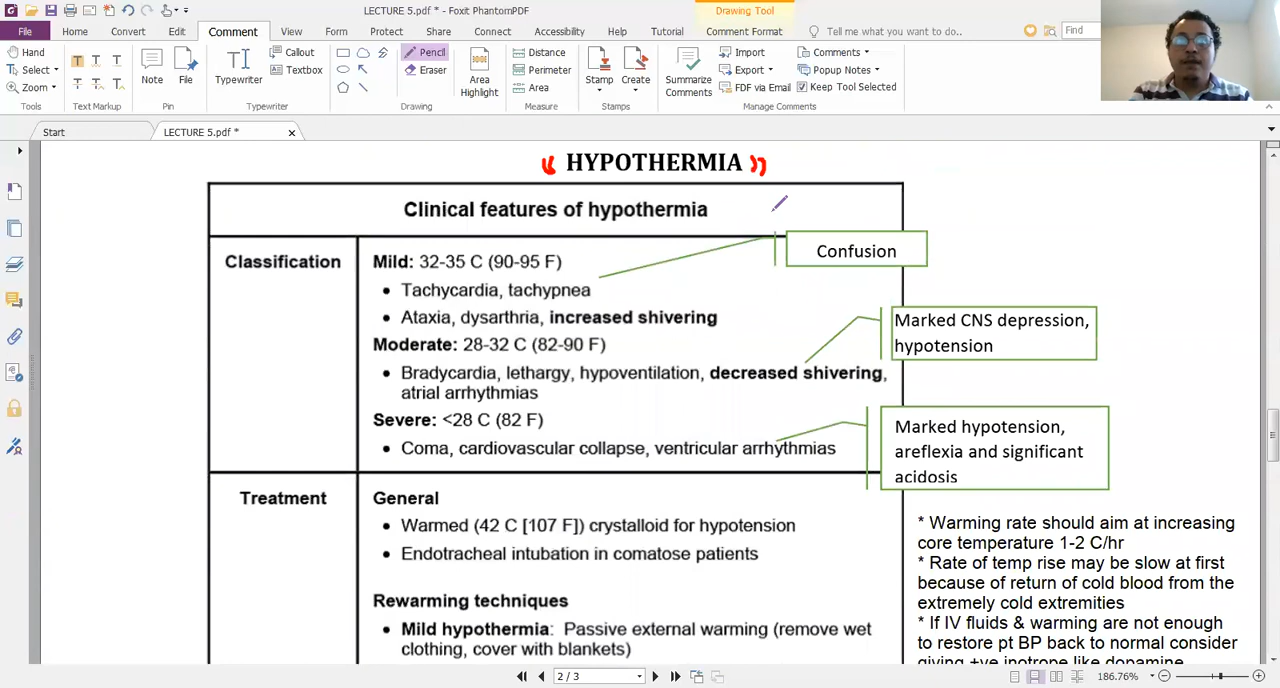 LECTURE 5.pdf * - Foxit PhantomPDF
Drawing Tool
File
Home
Convert
Edit
Comment
View
Form
Protect
Share
Connect
Accessibility
Help
Tutorial
Comment Format
Tell me what you want to do..
Find
Hand
Select
Zoom
Tools
T T T
T T T
Text Markup
Note
File
Pin
Typewriter
Callout
Textbox
Typewriter
Pencil
Eraser
Drawing
Area Highlight
Distance
Perimeter
Area
Measure
Stamp
Create
Stamps
Summarize Comments
Import
Export
FDF via Email
Comments
Popup Notes
Keep Tool Selected
Manage Comments
Start
LECTURE 5.pdf *
HYPOTHERMIA
Clinical features of hypothermia
Classification
Mild: 32-35 C (90-95 F)
• Tachycardia, tachypnea
• Ataxia, dysarthria, increased shivering
Moderate: 28-32 C (82-90 F)
• Bradycardia, lethargy, hypoventilation, decreased shivering,
atrial arrhythmias
Severe: <28 C (82 F)
• Coma, cardiovascular collapse, ventricular arrhythmias
Confusion
Marked CNS depression,
hypotension
Marked hypotension,
areflexia and significant
acidosis
Treatment
General
• Warmed (42 C [107 F]) crystalloid for hypotension
• Endotracheal intubation in comatose patients
Rewarming techniques
• Mild hypothermia: Passive external warming (remove wet
clothing, cover with blankets)
* Warming rate should aim at increasing
core temperature 1-2 C/hr
* Rate of temp rise may be slow at first
because of return of cold blood from the
extremely cold extremities
* If IV fluids & warming are not enough
to restore pt BP back to normal consider
giving +ve inotrope like dopamine
2 / 3
186.76%